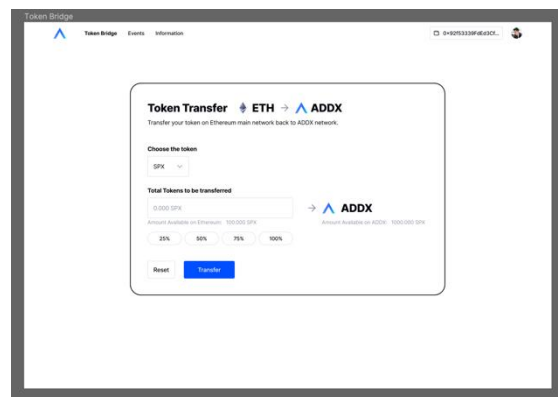 Token Bridge
Token Bridge Events Information
Token Transfer ETH → ADDX
Transfer your token on Ethereum main network back to ADDX network.
Choose the token
SPX
Total Tokens to be transferred
0.000 SPX
→ ADDX
Amount Available on Ethereum: 100.000 SPX
Amount Available on ADDX: 1000.000 SPX
25% 50% 75% 100%
Reset Transfer